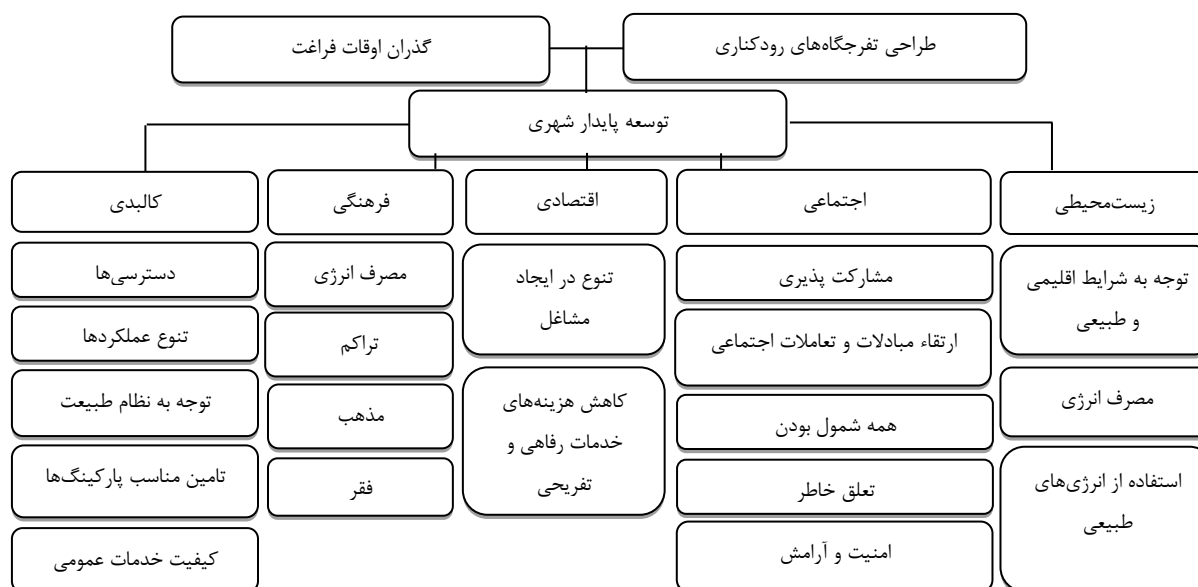 طراحی تفرجگاه‌های رودکناری
گذران اوقات فراغت
توسعه پایدار شهری
زیست‌محیطی
توجه به شرایط اقلیمی
و طبیعی
مصرف انرژی
استفاده از انرژی‌های
طبیعی
اجتماعی
مشارکت پذیری
ارتقاء مبادلات و تعاملات اجتماعی
همه شمول بودن
تعلق خاطر
امنیت و آرامش
اقتصادی
تنوع در ایجاد
مشاغل
کاهش هزینه‌های
خدمات رفاهی و
تفریحی
فرهنگی
مصرف انرژی
تراکم
مذهب
فقر
کالبدی
دسترسی‌ها
تنوع عملکردها
توجه به نظام طبیعت
تامین مناسب پارکینگ‌ها
کیفیت خدمات عمومی